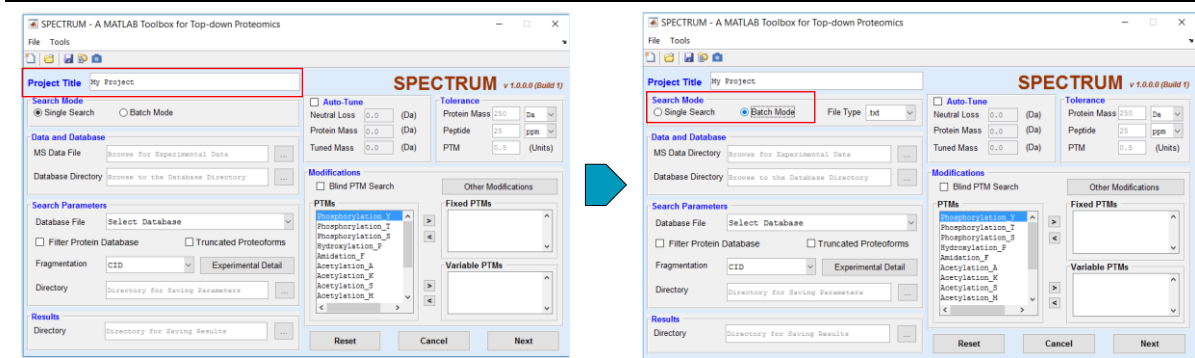 SPECTRUM - A MATLAB Toolbox for Top-down Proteomics
File Tools
Project Title My Project
SPECTRUM v 1.0.0.0 (Build 1)
Search Mode
Single Search Batch Mode
Data and Database
MS Data File Browse for Experimental Data ...
Database Directory Browse to the Database Directory ...
Search Parameters
Database File Select Database
Filter Protein Database Truncated Proteoforms
Fragmentation CID Experimental Detail
Directory Directory for Saving Parameters ...
Results
Directory Directory for Saving Results ...
Auto-Tune
Neutral Loss 0.0 (Da)
Protein Mass 0.0 (Da)
Tuned Mass 0.0 (Da)
Tolerance
Protein Mass 250 Da
Peptide 25 ppm
PTM 0.5 (Units)
Modifications
Blind PTM Search Other Modifications
PTMs
Phosphorylation_Y
Phosphorylation_T
Phosphorylation_S
Hydroxylation_P
Amidation_F
Acetylation_A
Acetylation_K
Acetylation_S
Acetylation_M
>
<
>
<
Fixed PTMs
Variable PTMs
Reset Cancel Next
SPECTRUM - A MATLAB Toolbox for Top-down Proteomics
File Tools
Project Title My Project
SPECTRUM v 1.0.0.0 (Build 1)
Search Mode
Single Search Batch Mode File Type .txt
Data and Database
MS Data Directory Browse for Experimental Data ...
Database Directory Browse to the Database Directory ...
Search Parameters
Database File Select Database
Filter Protein Database Truncated Proteoforms
Fragmentation CID Experimental Detail
Directory Directory for Saving Parameters ...
Results
Directory Directory for Saving Results ...
Auto-Tune
Neutral Loss 0.0 (Da)
Protein Mass 0.0 (Da)
Tuned Mass 0.0 (Da)
Tolerance
Protein Mass 250 Da
Peptide 25 ppm
PTM 0.5 (Units)
Modifications
Blind PTM Search Other Modifications
PTMs
Phosphorylation_Y
Phosphorylation_T
Phosphorylation_S
Hydroxylation_P
Amidation_F
Acetylation_A
Acetylation_K
Acetylation_S
Acetylation_M
>
<
>
<
Fixed PTMs
Variable PTMs
Reset Cancel Next